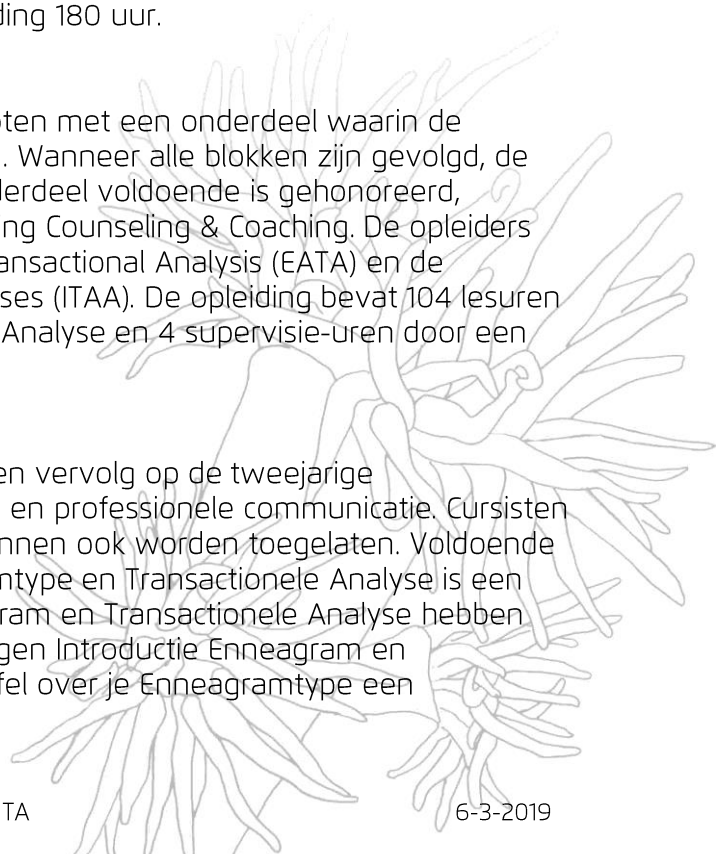 ding 180 uur.
oten met een onderdeel waarin de
. Wanneer alle blokken zijn gevolgd, de
derdeel voldoende is gehonoreerd,
ng Counseling & Coaching. De opleiders
ansactional Analysis (EATA) en de
ses (ITAA). De opleiding bevat 104 lesuren
Analyse en 4 supervisie-uren door een
en vervolg op de tweejarige
en professionele communicatie. Cursisten
nnen ook worden toegelaten. Voldoende
mtype en Transactionele Analyse is een
ram en Transactionele Analyse hebben
gen Introductie Enneagram en
fel over je Enneagramtype een
TA 6-3-2019